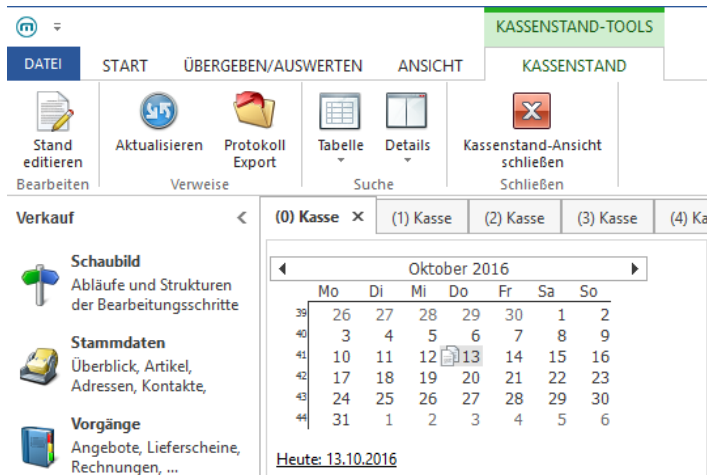 KASSENSTAND-TOOLS
DATEI START ÜBERGEBEN/AUSWERTEN ANSICHT KASSENSTAND
Stand
editieren
Aktualisieren
Protokoll
Export
Tabelle
Details
Kassenstand-Ansicht
schließen
Bearbeiten Verweise Suche Schließen
Verkauf
(0) Kasse (1) Kasse (2) Kasse (3) Kasse (4) Ka
Schaubild
Abläufe und Strukturen
der Bearbeitungsschritte
Stammdaten
Überblick, Artikel,
Adressen, Kontakte,
Vorgänge
Angebote, Lieferscheine,
Rechnungen, ...
Oktober 2016
Mo Di Mi Do Fr Sa So
39 26 27 28 29 30 1 2
40 3 4 5 6 7 8 9
41 10 11 12 13 14 15 16
42 17 18 19 20 21 22 23
43 24 25 26 27 28 29 30
44 31 1 2 3 4 5 6
Heute: 13.10.2016